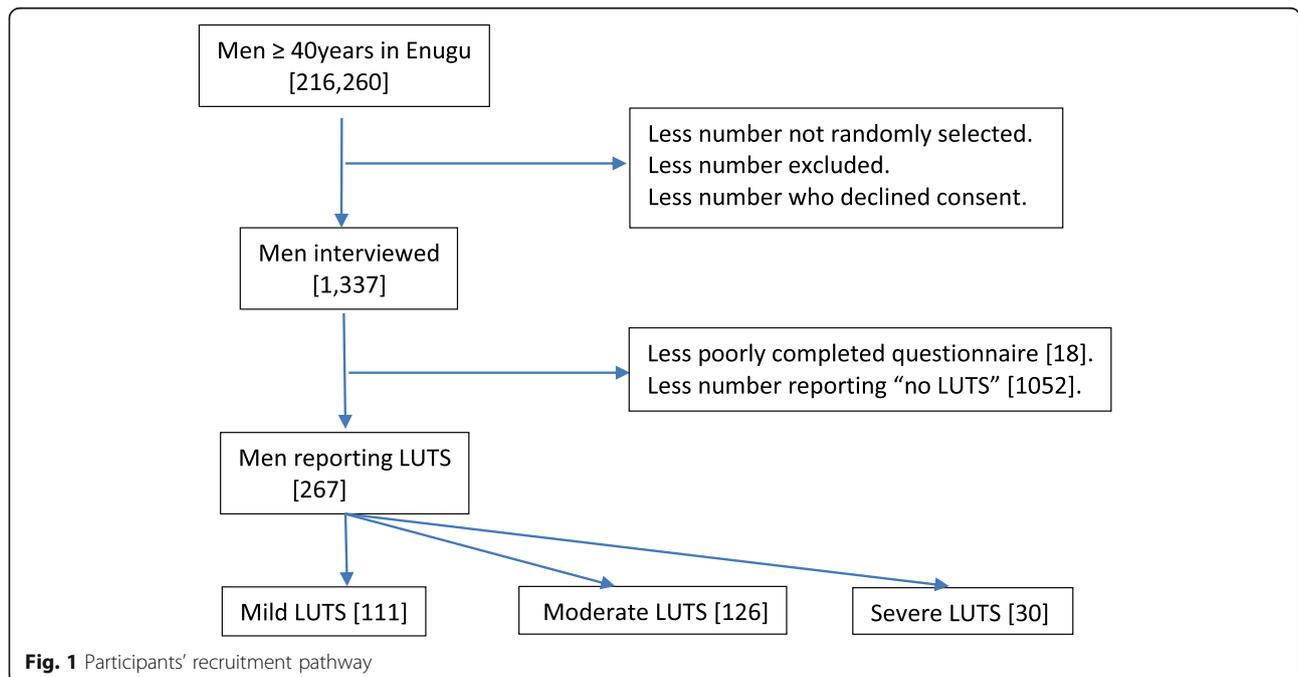 Men ≥ 40years in Enugu
[216,260]
Less number not randomly selected.
Less number excluded.
Less number who declined consent.
Men interviewed
[1,337]
Less poorly completed questionnaire [18].
Less number reporting “no LUTS” [1052].
Men reporting LUTS
[267]
Mild LUTS [111]
Moderate LUTS [126]
Severe LUTS [30]
Fig. 1 Participants’ recruitment pathway